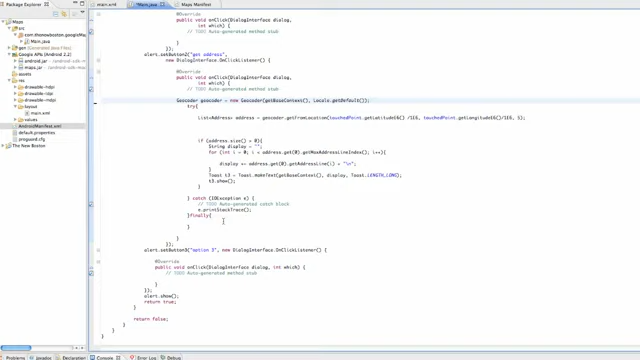 Package Explorer
main.xml
*Main.java
Maps Manifest
Maps
src
com.thenewboston.maps
Main.java
gen [Generated Java Files]
Google APIs [Android 2.2]
android.jar
maps.jar
assets
res
drawable-hdpi
drawable-ldpi
drawable-mdpi
layout
main.xml
values
AndroidManifest.xml
default.properties
proguard.cfg
The New Boston
@Override
public void onClick(DialogInterface dialog,
int which) {
// TODO Auto-generated method stub
}
});
alert.setButton2("get address",
new DialogInterface.OnClickListener() {
@Override
public void onClick(DialogInterface dialog,
int which) {
// TODO Auto-generated method stub
Geocoder geocoder = new Geocoder(getBaseContext(), Locale.getDefault());
try{
List<Address> address = geocoder.getFromLocation(touchedPoint.getLatitudeE6() /1E6, touchedPoint.getLongitudeE6()/1E6, 5);
if (address.size() > 0){
String display = "";
for (int i = 0; i < address.get(0).getMaxAddressLineIndex(); i++){
display += address.get(0).getAddressLine(i) + "\n";
}
Toast t3 = Toast.makeText(getBaseContext(), display, Toast.LENGTH_LONG);
t3.show();
}
} catch (IOException e) {
// TODO Auto-generated catch block
e.printStackTrace();
}finally{
}
}
});
alert.setButton3("option 3", new DialogInterface.OnClickListener() {
@Override
public void onClick(DialogInterface dialog, int which) {
// TODO Auto-generated method stub
}
});
alert.show();
return true;
}
return false;
}
}
}
Problems
Javadoc
Declaration
Console
Error Log
Debug